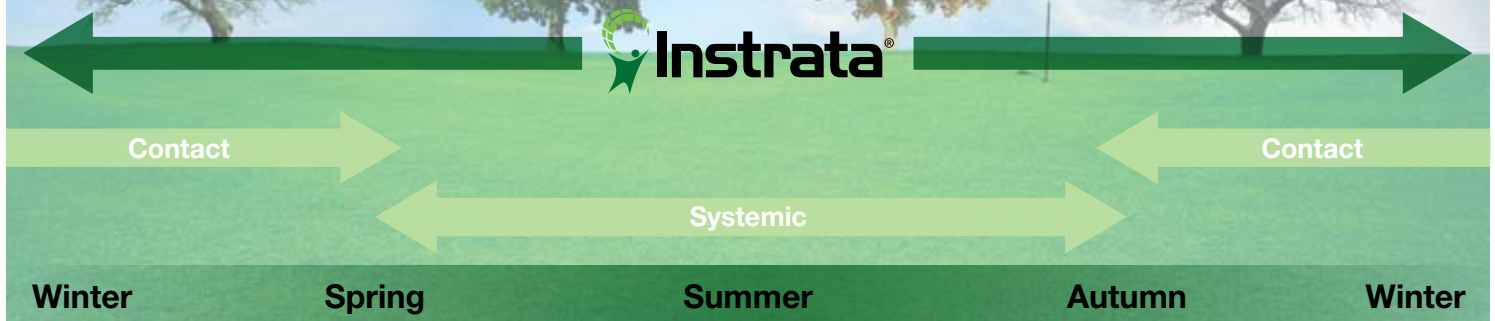 Instrata®
Contact Contact
Systemic
Winter Spring Summer Autumn Winter